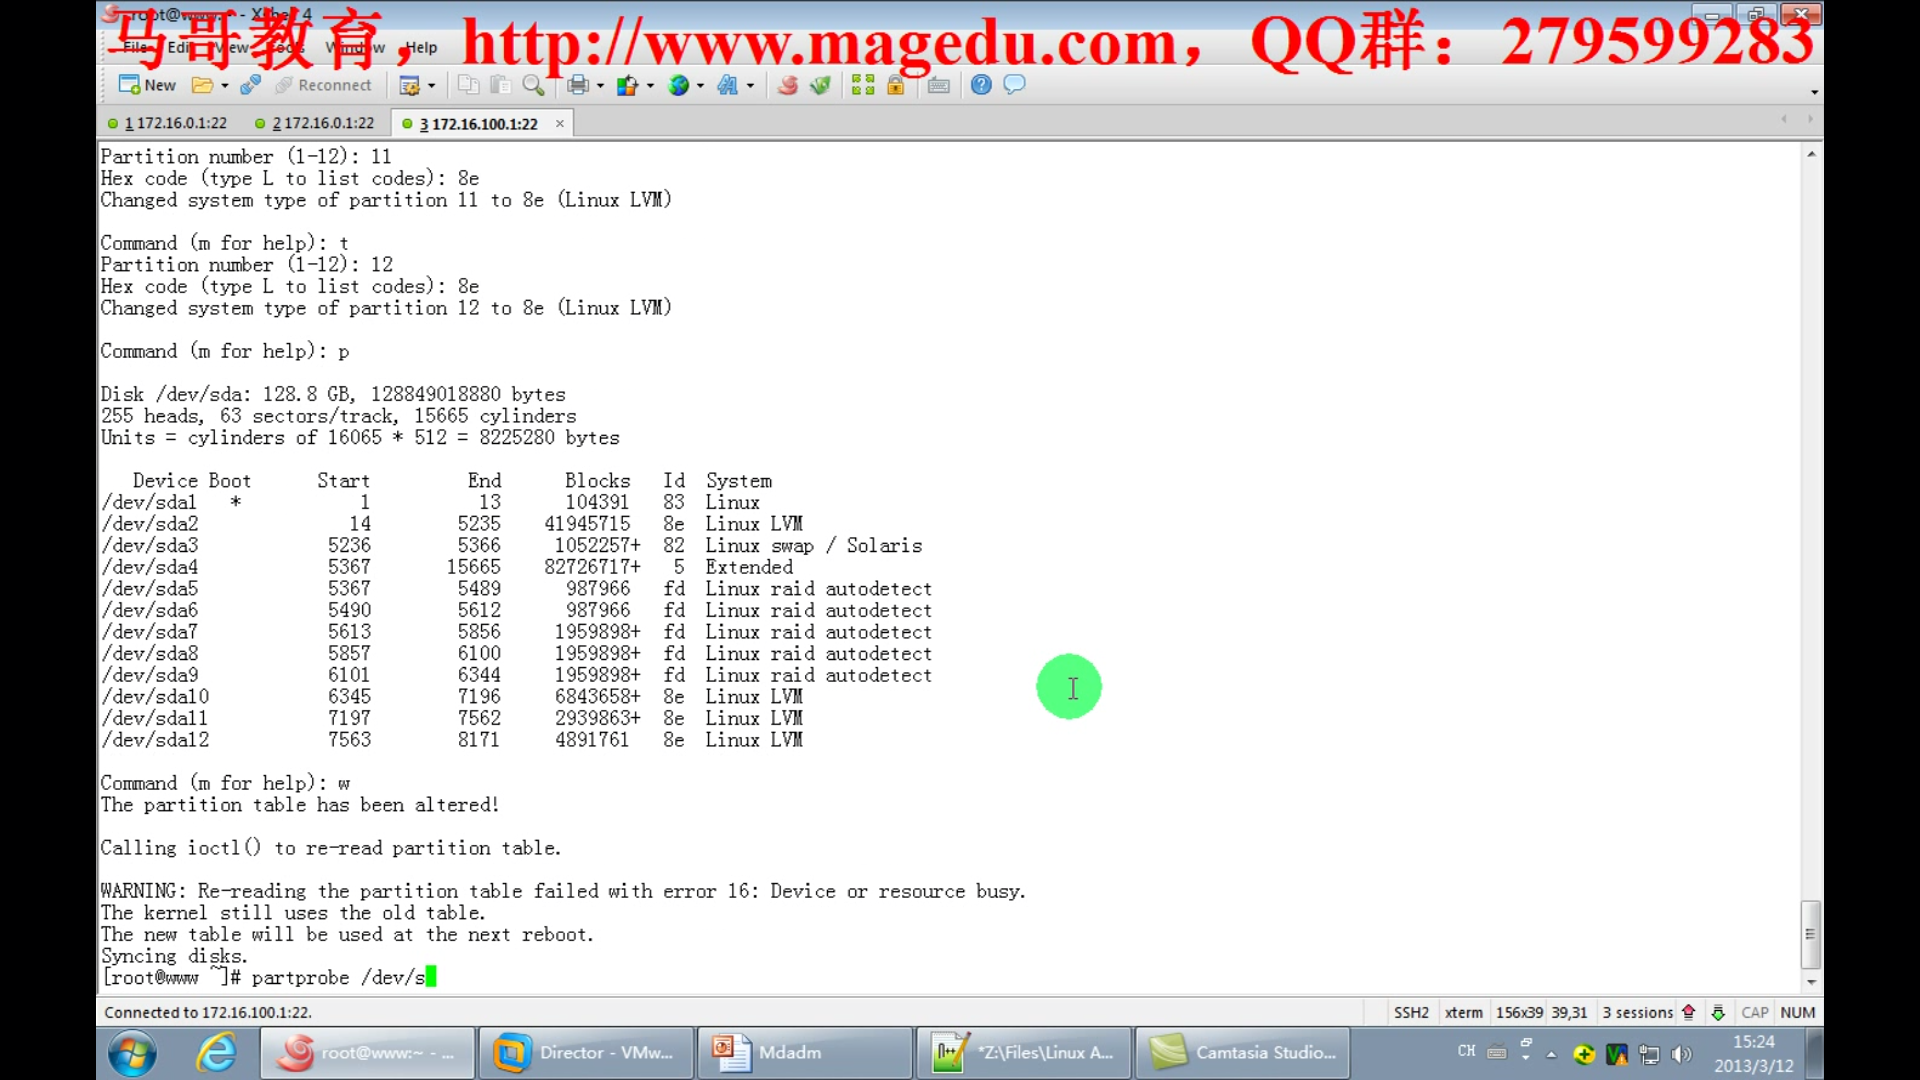 root@www:~ - Xshell 4
马哥教育，http://www.magedu.com，QQ群：279599283
File Edit View Tools Window Help
New Reconnect
1 172.16.0.1:22 2 172.16.0.1:22 3 172.16.100.1:22
Partition number (1-12): 11
Hex code (type L to list codes): 8e
Changed system type of partition 11 to 8e (Linux LVM)
Command (m for help): t
Partition number (1-12): 12
Hex code (type L to list codes): 8e
Changed system type of partition 12 to 8e (Linux LVM)
Command (m for help): p
Disk /dev/sda: 128.8 GB, 128849018880 bytes
255 heads, 63 sectors/track, 15665 cylinders
Units = cylinders of 16065 * 512 = 8225280 bytes
Device Boot Start End Blocks Id System
/dev/sda1 * 1 13 104391 83 Linux
/dev/sda2 14 5235 41945715 8e Linux LVM
/dev/sda3 5236 5366 1052257+ 82 Linux swap / Solaris
/dev/sda4 5367 15665 82726717+ 5 Extended
/dev/sda5 5367 5489 987966 fd Linux raid autodetect
/dev/sda6 5490 5612 987966 fd Linux raid autodetect
/dev/sda7 5613 5856 1959898+ fd Linux raid autodetect
/dev/sda8 5857 6100 1959898+ fd Linux raid autodetect
/dev/sda9 6101 6344 1959898+ fd Linux raid autodetect
/dev/sda10 6345 7196 6843658+ 8e Linux LVM
/dev/sda11 7197 7562 2939863+ 8e Linux LVM
/dev/sda12 7563 8171 4891761 8e Linux LVM
Command (m for help): w
The partition table has been altered!
Calling ioctl() to re-read partition table.
WARNING: Re-reading the partition table failed with error 16: Device or resource busy.
The kernel still uses the old table.
The new table will be used at the next reboot.
Syncing disks.
[root@www ~]# partprobe /dev/s
Connected to 172.16.100.1:22. SSH2 xterm 156x39 39,31 3 sessions CAP NUM
root@www:~ - ... Director - VMw... Mdadm *Z:\Files\Linux A... Camtasia Studio... CH 15:24
2013/3/12